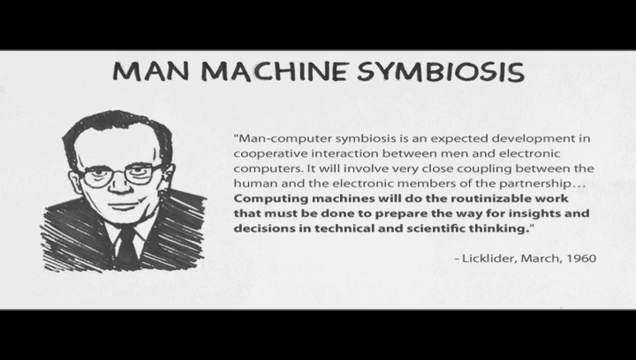 MAN MACHINE SYMBIOSIS
"Man-computer symbiosis is an expected development in
cooperative interaction between men and electronic
computers. It will involve very close coupling between the
human and the electronic members of the partnership...
Computing machines will do the routinizable work
that must be done to prepare the way for insights and
decisions in technical and scientific thinking."
- Licklider, March, 1960